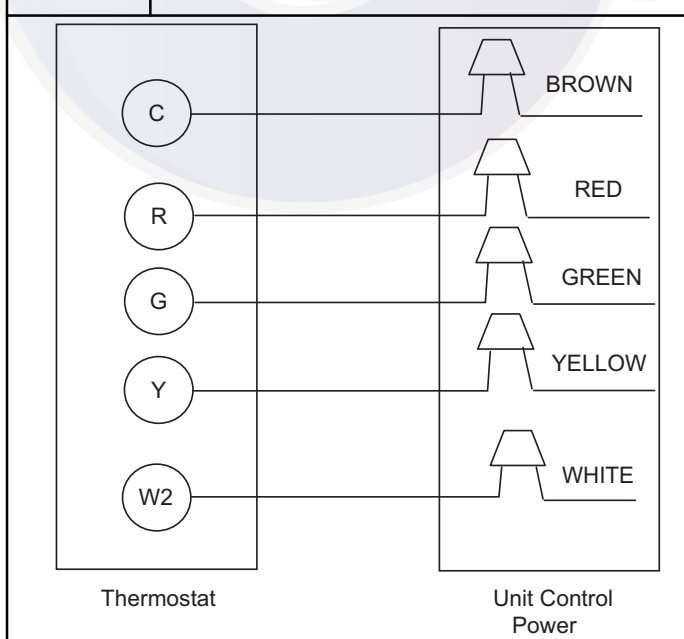 C
BROWN
R
RED
G
GREEN
Y
YELLOW
W2
WHITE
Thermostat
Unit Control
Power